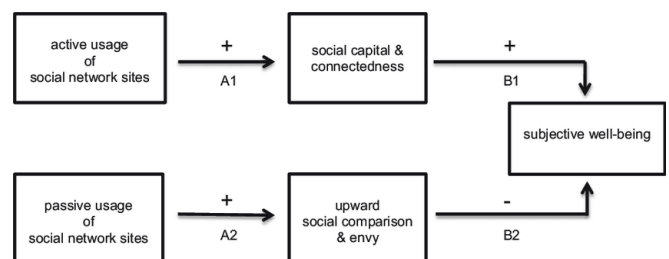 active usage
of
social network sites
+
A1
social capital &
connectedness
+
B1
subjective well-being
passive usage
of
social network sites
+
A2
upward
social comparison
& envy
-
B2